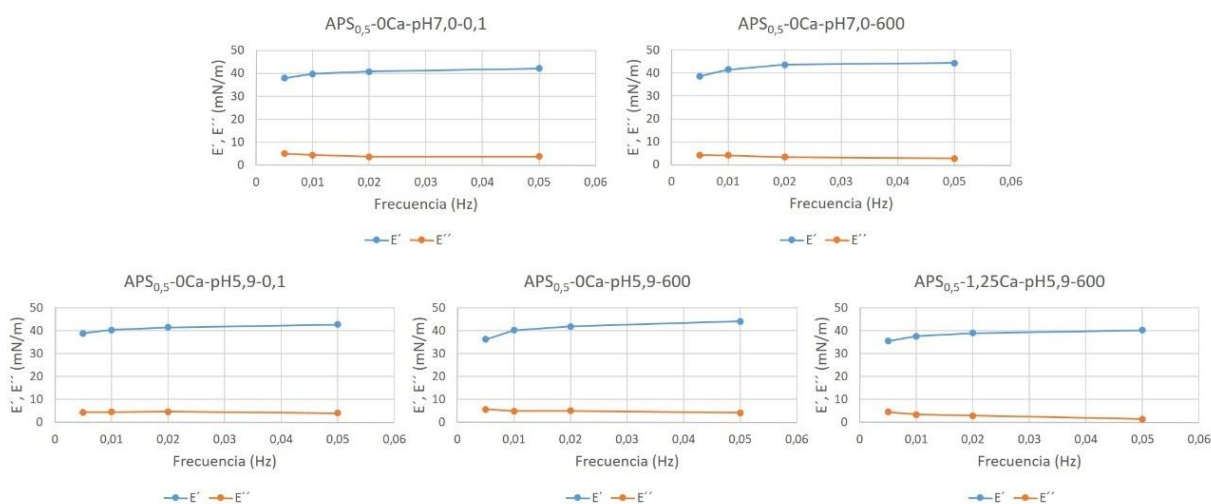 APS0,5-0Ca-pH7,0-0,1
E´, E´´ (mN/m)
50
40
30
20
10
0
0 0,01 0,02 0,03 0,04 0,05 0,06
Frecuencia (Hz)
E´ E´´
APS0,5-0Ca-pH7,0-600
E´, E´´ (mN/m)
50
40
30
20
10
0
0 0,01 0,02 0,03 0,04 0,05 0,06
Frecuencia (Hz)
E´ E´´
APS0,5-0Ca-pH5,9-0,1
E´, E´´ (mN/m)
50
40
30
20
10
0
0 0,01 0,02 0,03 0,04 0,05 0,06
Frecuencia (Hz)
E´ E´´
APS0,5-0Ca-pH5,9-600
E´, E´´ (mN/m)
50
40
30
20
10
0
0 0,01 0,02 0,03 0,04 0,05 0,06
Frecuencia (Hz)
E´ E´´
APS0,5-1,25Ca-pH5,9-600
E´, E´´ (mN/m)
50
40
30
20
10
0
0 0,01 0,02 0,03 0,04 0,05 0,06
Frecuencia (Hz)
E´ E´´